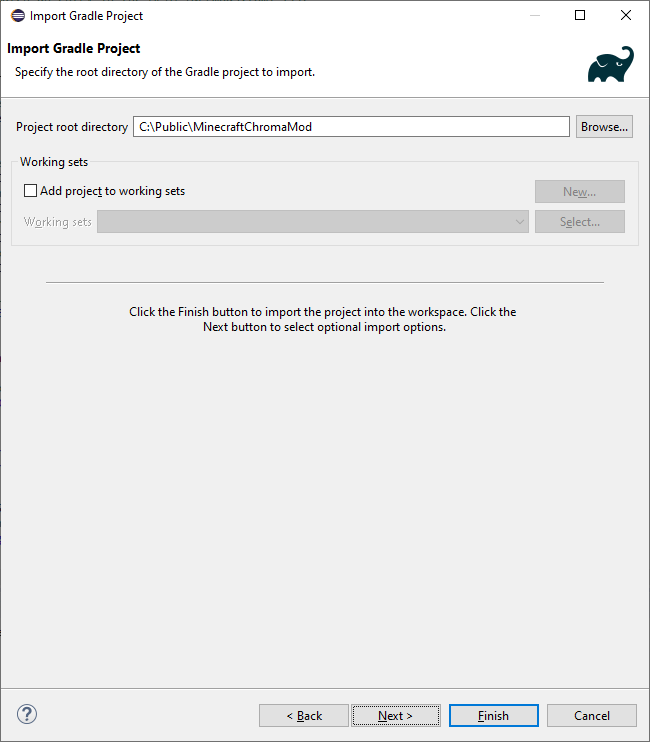 Import Gradle Project
Import Gradle Project
Specify the root directory of the Gradle project to import.
Project root directory C:\Public\MinecraftChromaMod Browse...
Working sets
Add project to working sets New...
Working sets Select...
Click the Finish button to import the project into the workspace. Click the
Next button to select optional import options.
? < Back Next > Finish Cancel